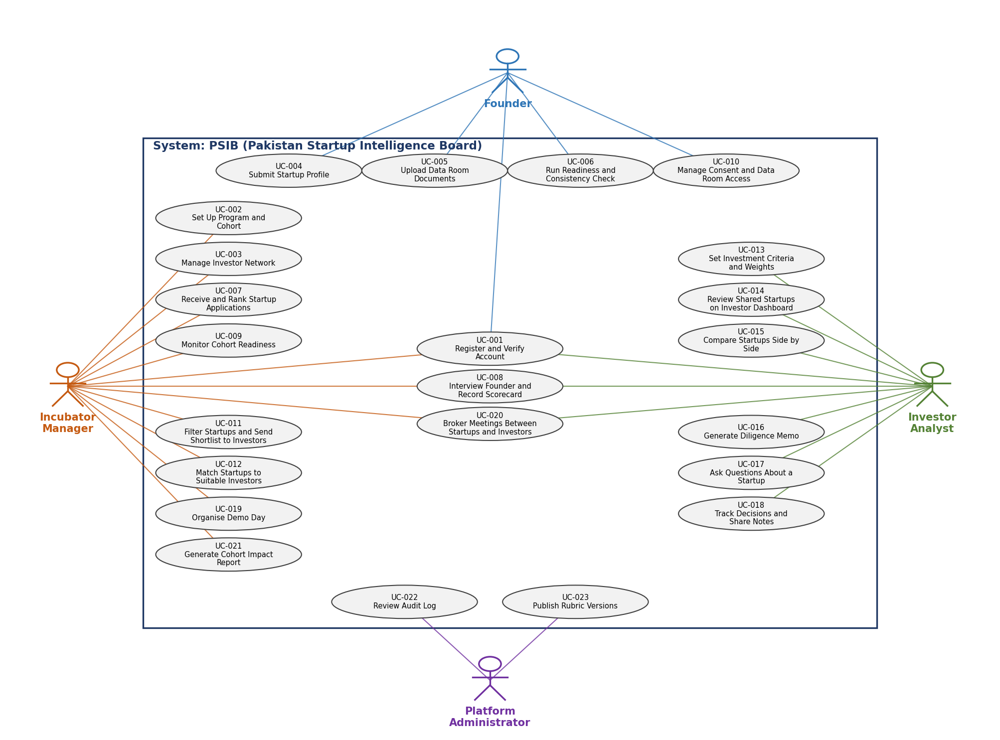 Founder
System: PSIB (Pakistan Startup Intelligence Board)
UC-004
Submit Startup Profile
UC-005
Upload Data Room
Documents
UC-006
Run Readiness and
Consistency Check
UC-010
Manage Consent and Data
Room Access
UC-002
Set Up Program and
Cohort
UC-003
Manage Investor Network
UC-007
Receive and Rank Startup
Applications
UC-009
Monitor Cohort Readiness
UC-013
Set Investment Criteria
and Weights
UC-014
Review Shared Startups
on Investor Dashboard
UC-015
Compare Startups Side by
Side
UC-001
Register and Verify
Account
UC-008
Interview Founder and
Record Scorecard
UC-020
Broker Meetings Between
Startups and Investors
Incubator
Manager
Investor
Analyst
UC-011
Filter Startups and Send
Shortlist to Investors
UC-012
Match Startups to
Suitable Investors
UC-019
Organise Demo Day
UC-021
Generate Cohort Impact
Report
UC-016
Generate Diligence Memo
UC-017
Ask Questions About a
Startup
UC-018
Track Decisions and
Share Notes
UC-022
Review Audit Log
UC-023
Publish Rubric Versions
Platform
Administrator